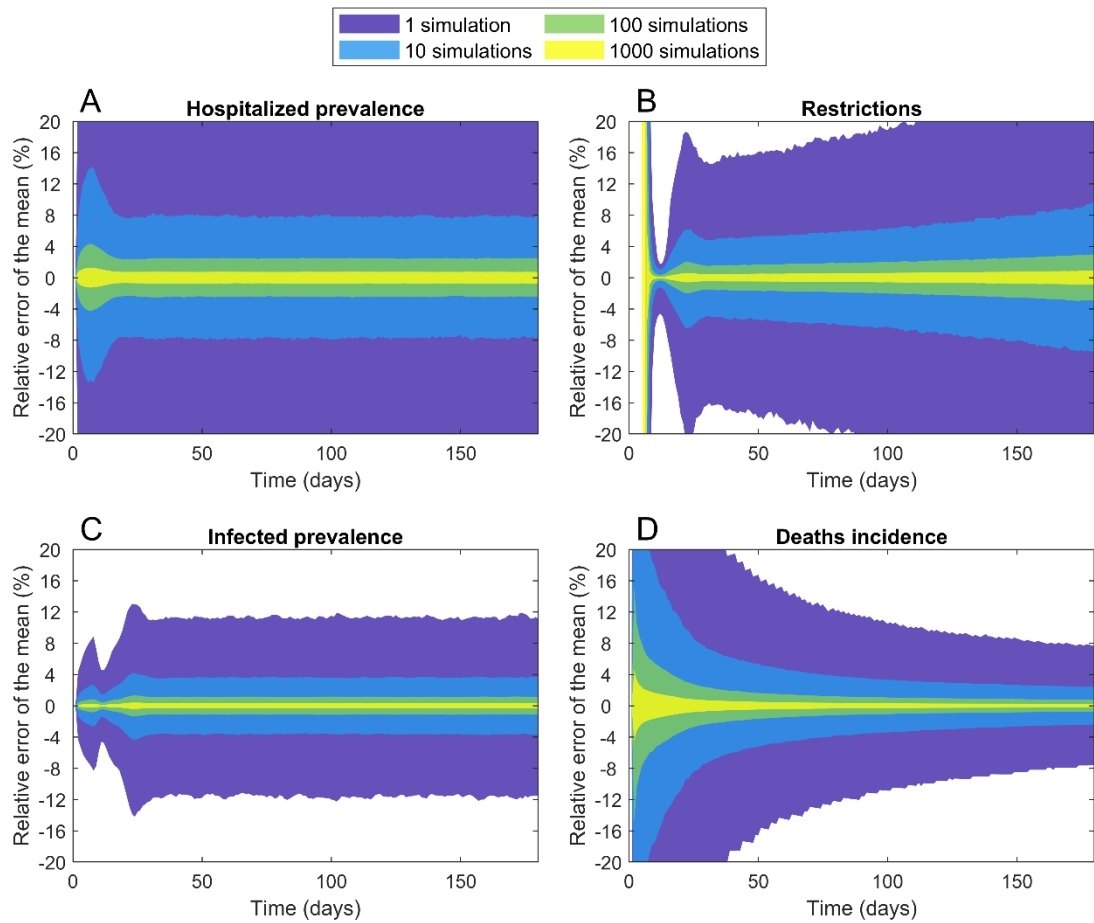 1 simulation 100 simulations
10 simulations 1000 simulations
A Hospitalized prevalence
20
16
12
8
4
0
-4
-8
-12
-16
-20
Relative error of the mean (%)
0 50 100 150
Time (days)
B Restrictions
20
16
12
8
4
0
-4
-8
-12
-16
-20
Relative error of the mean (%)
0 50 100 150
Time (days)
C Infected prevalence
20
16
12
8
4
0
-4
-8
-12
-16
-20
Relative error of the mean (%)
0 50 100 150
Time (days)
D Deaths incidence
20
16
12
8
4
0
-4
-8
-12
-16
-20
Relative error of the mean (%)
0 50 100 150
Time (days)